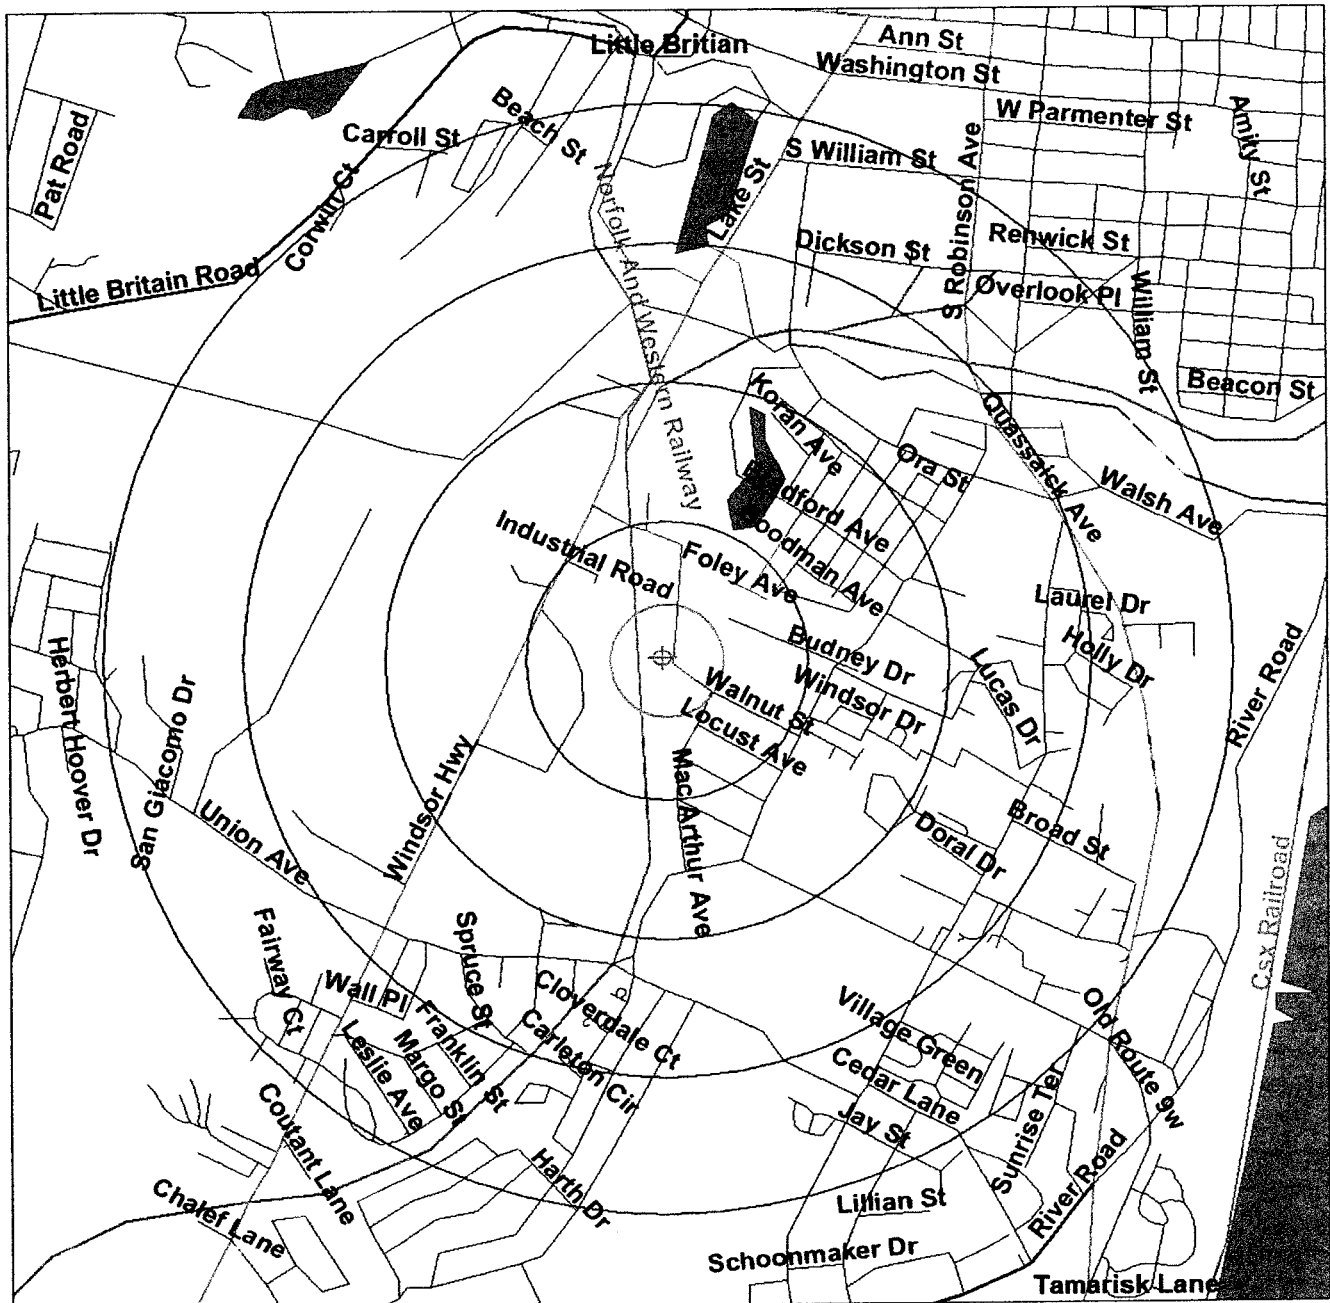 Little Britian
Ann St
Washington St
W Parmenter St
Amity St
Pat Road
Carroll St
Beach St
S William St
Lake St
Corwin Ct
Norfolk And Western Railway
S Robinson Ave
Dickson St
Renwick St
Little Britain Road
Overlook Pl
William St
Beacon St
Koran Ave
Quassaick Ave
Ora St
Walsh Ave
Industrial Road
Foley Ave
Laurel Dr
Holly Dr
Herbert Hoover Dr
San Giacomo Dr
Budney Dr
Windsor Dr
Lucas Dr
River Road
Walnut St
Locust Ave
Mac Arthur Ave
Windsor Hwy
Union Ave
Broad St
Doral Dr
Csx Railroad
Fairway Ct
Spruce St
Wall Pl
Cloverdale Ct
Franklin St
Carleton Cir
Margo St
Leslie Ave
Village Green
Old Route 9w
Cedar Lane
Jay St
Sunrise Ter
Coutant Lane
River Road
Harth Dr
Lillian St
Chalef Lane
Schoonmaker Dr
Tamarisk Lane